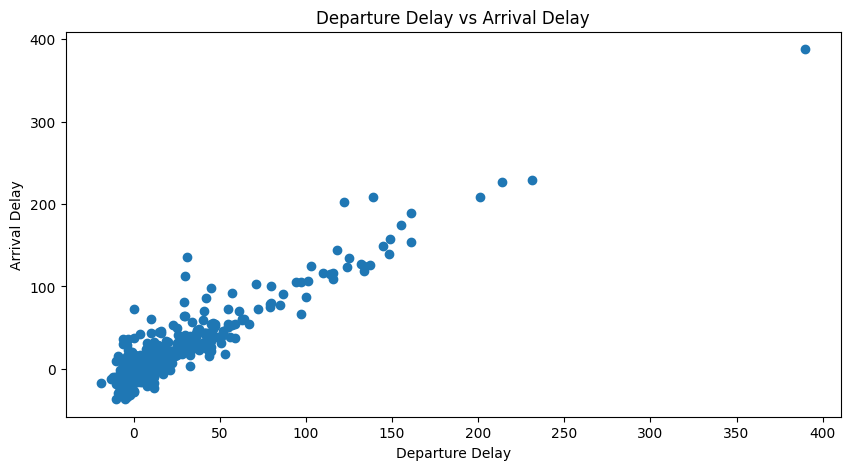 Departure Delay vs Arrival Delay
400
300
200
100
0
Arrival Delay
0 50 100 150 200 250 300 350 400
Departure Delay